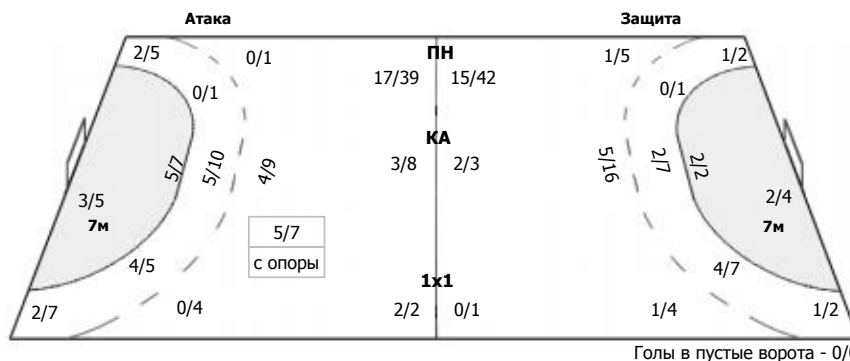 Атака Защита
2/5 0/1 ПН 1/5 1/2
17/39 15/42
0/1 0/1
КА
5/7 5/10 4/9 3/8 2/3 5/16 2/7 2/2
3/5 2/4
7м 7м
5/7
с опоры
4/5 4/7
1x1
2/7 0/4 2/2 0/1 1/4 1/2
Голы в пустые ворота -